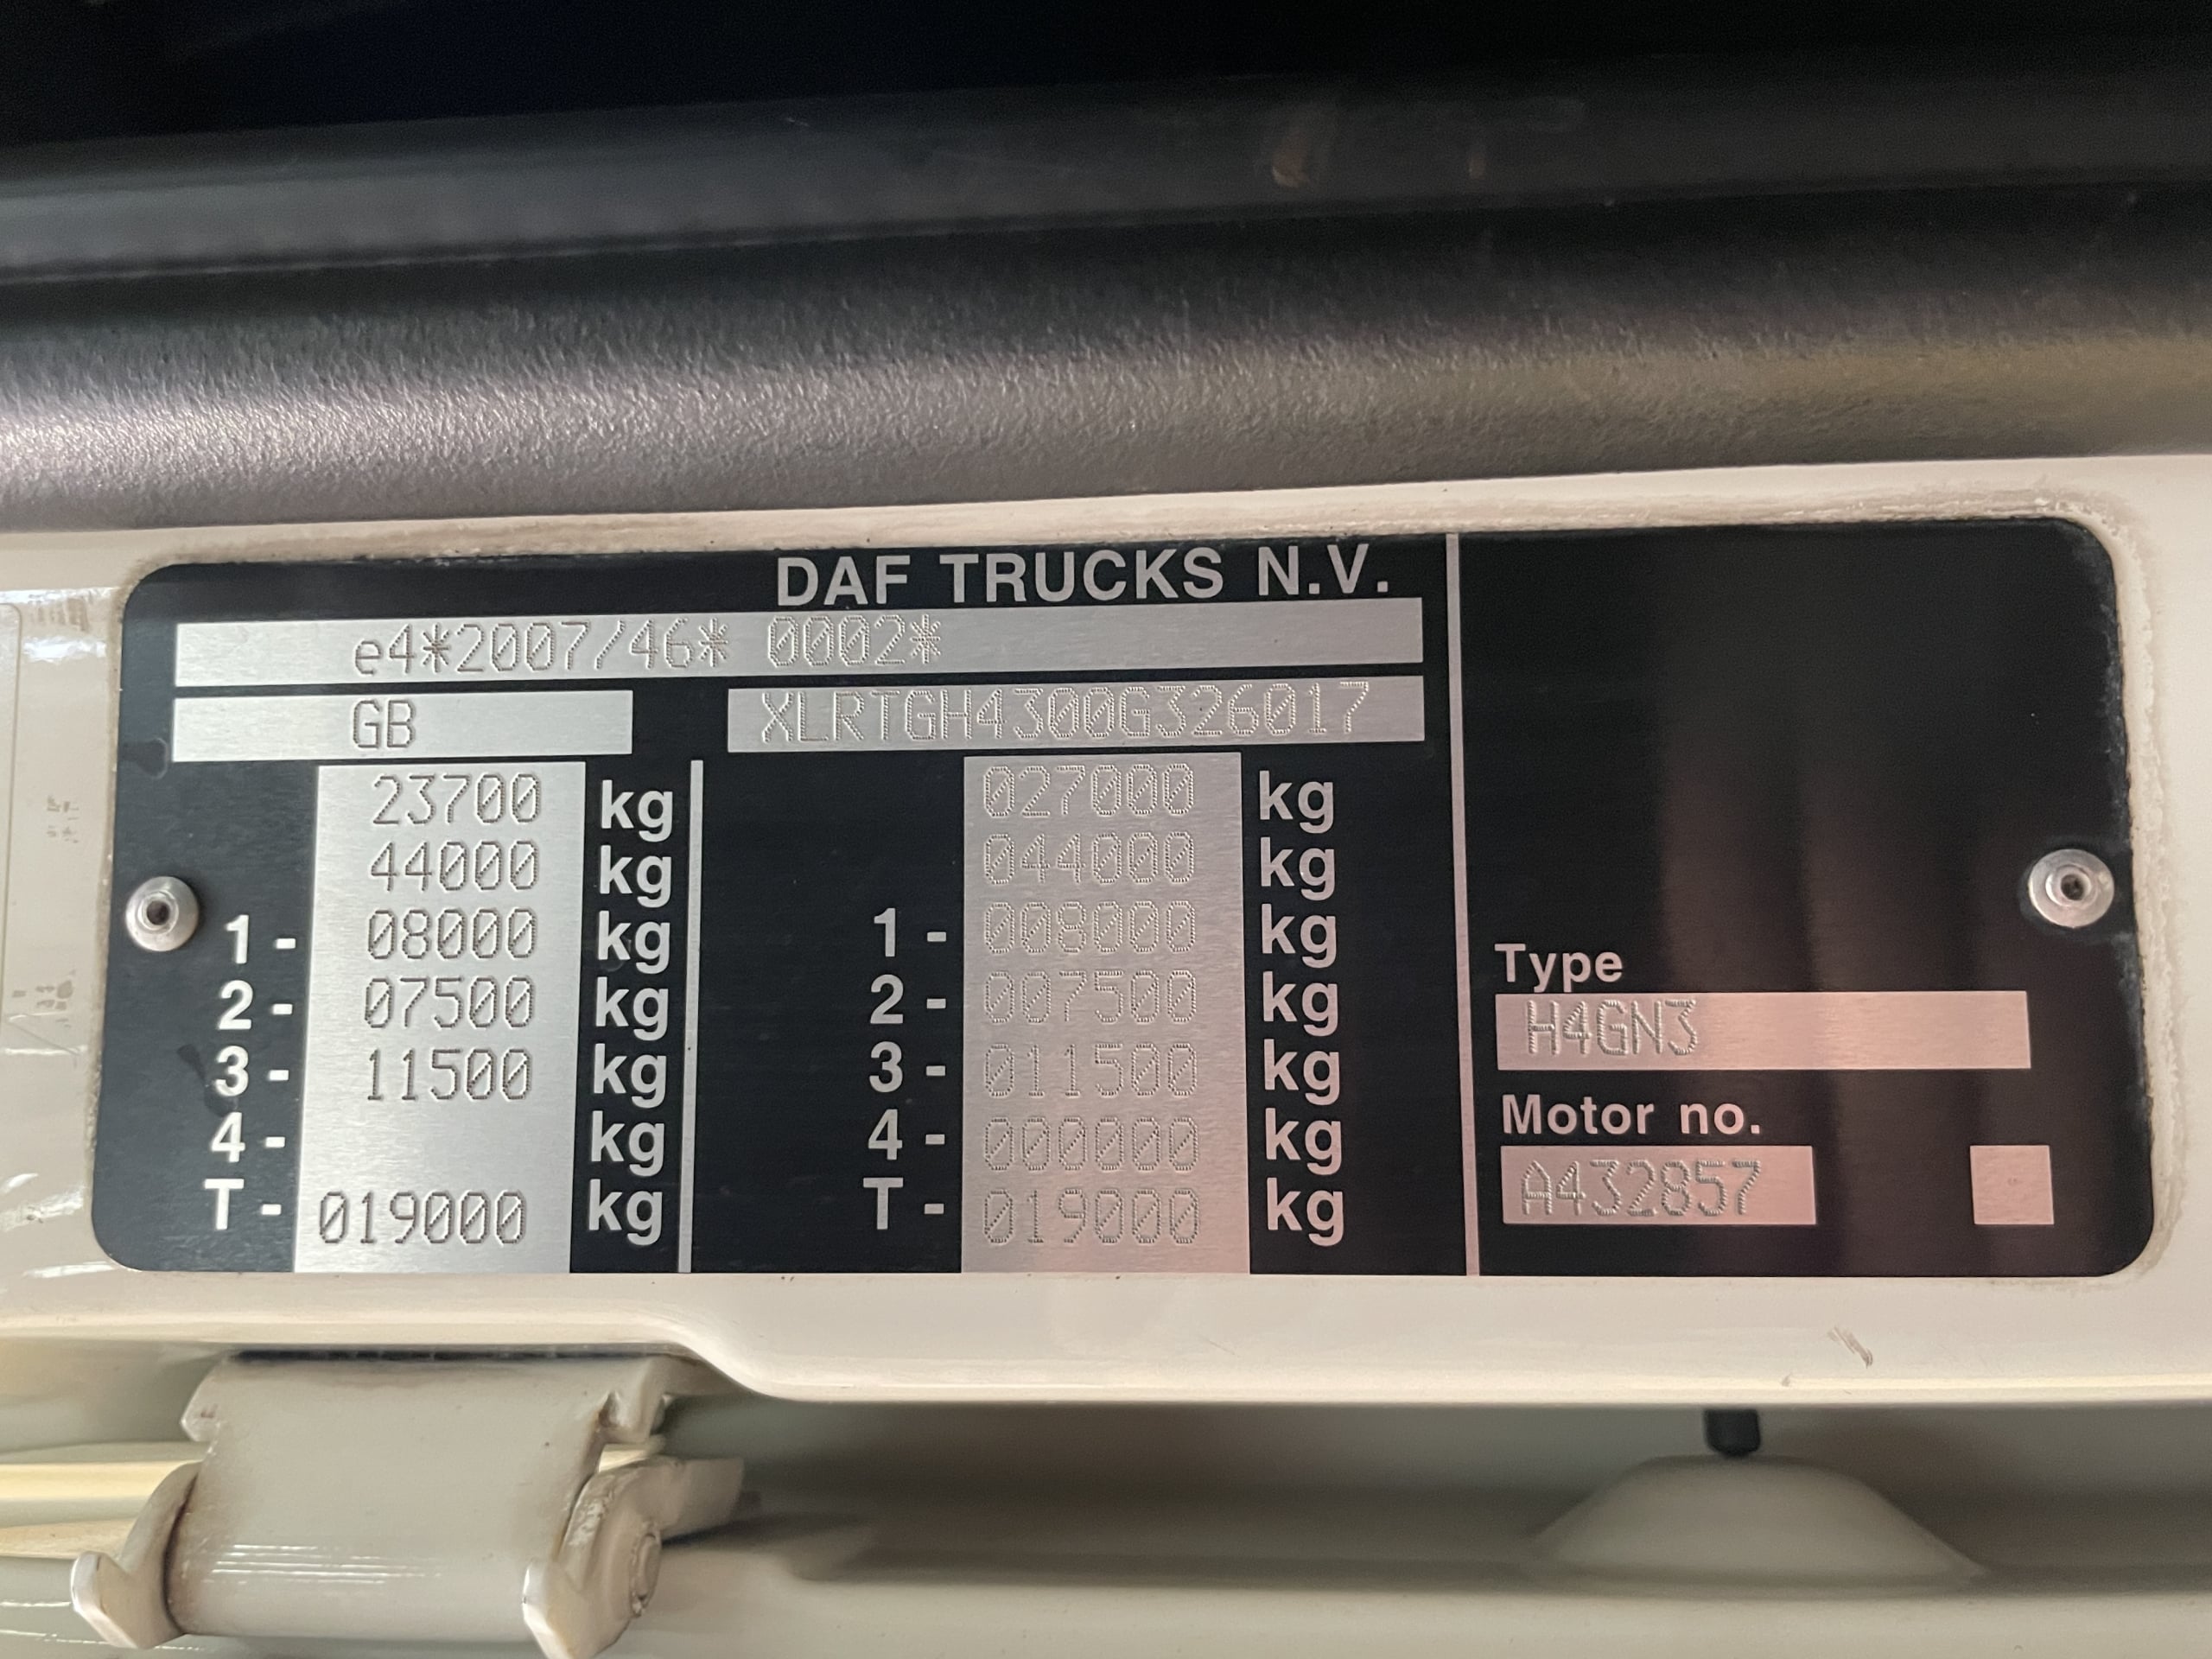 DAF TRUCKS N.V.
e4*2007/46* 0002*
GB XLRTGH4300G326017
23700 kg 027000 kg
44000 kg 044000 kg
1- 08000 kg 1- 008000 kg
2- 07500 kg 2- 007500 kg
3- 11500 kg 3- 011500 kg
4- kg 4- 000000 kg
T- 019000 kg T- 019000 kg
Type
H4GN3
Motor no.
A432857